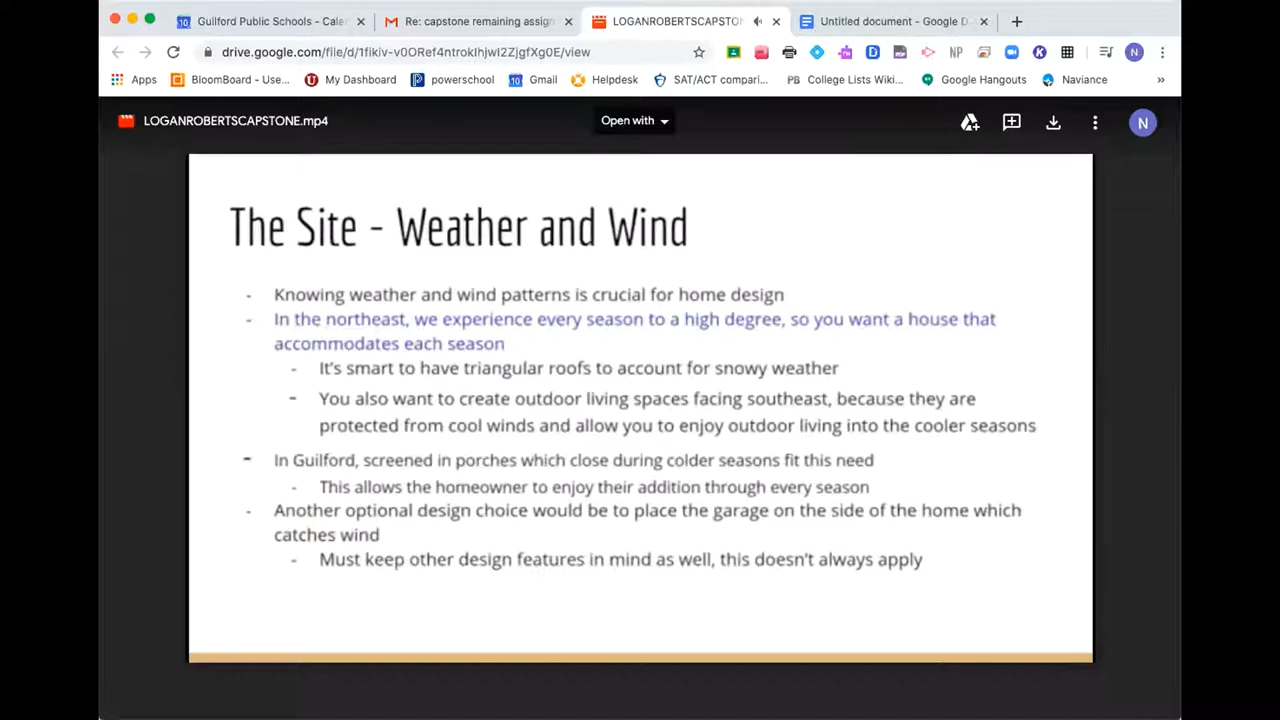 Guilford Public Schools - Cale
Re: capstone remaining assign
LOGANROBERTSCAPSTON
Untitled document - Google D
drive.google.com/file/d/1fikiv-v0ORef4ntrokIhjwI2ZjgfXg0E/view
Apps
BloomBoard - Use...
My Dashboard
powerschool
Gmail
Helpdesk
SAT/ACT compari...
College Lists Wiki...
Google Hangouts
Naviance
LOGANROBERTSCAPSTONE.mp4
Open with
N
The Site - Weather and Wind
- Knowing weather and wind patterns is crucial for home design
- In the northeast, we experience every season to a high degree, so you want a house that
accommodates each season
- It's smart to have triangular roofs to account for snowy weather
- You also want to create outdoor living spaces facing southeast, because they are
protected from cool winds and allow you to enjoy outdoor living into the cooler seasons
- In Guilford, screened in porches which close during colder seasons fit this need
- This allows the homeowner to enjoy their addition through every season
- Another optional design choice would be to place the garage on the side of the home which
catches wind
- Must keep other design features in mind as well, this doesn't always apply